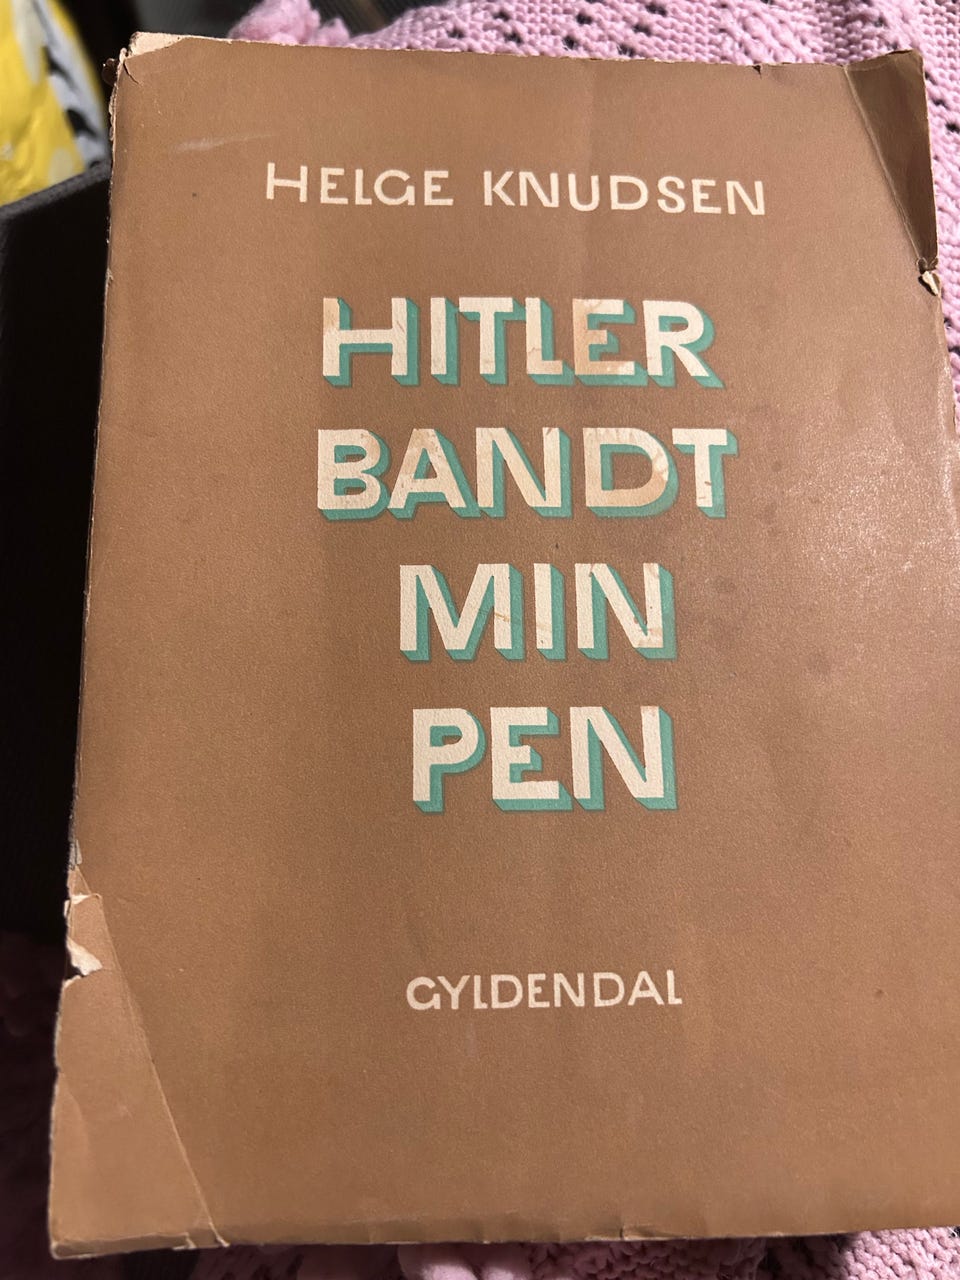 HELGE KNUDSEN
HITLER
BANDT
MIN
PEN
GYLDENDAL